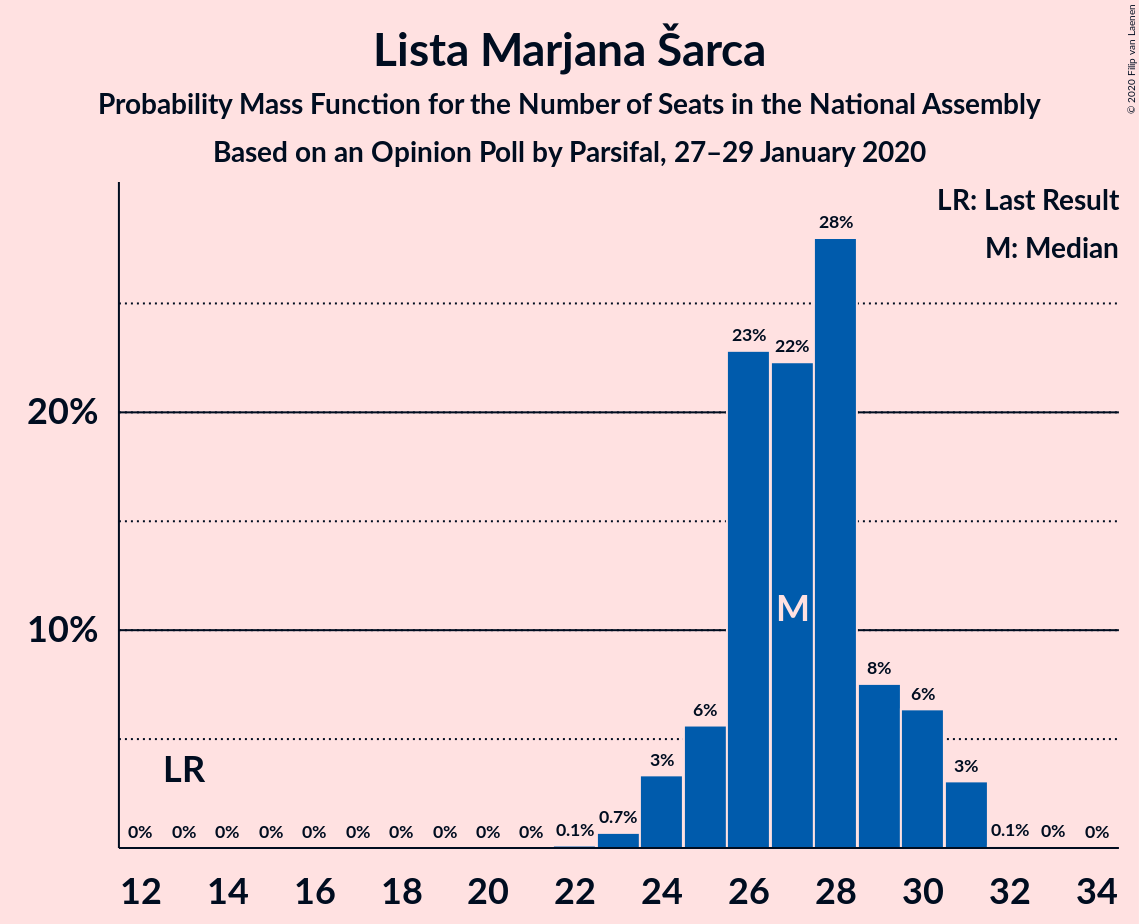 Lista Marjana Šarca
Probability Mass Function for the Number of Seats in the National Assembly
Based on an Opinion Poll by Parsifal, 27–29 January 2020
© 2020 Filip van Laenen
LR: Last Result
M: Median
28%
23%
22%
20%
M
10%
8%
6%
6%
LR
3%
3%
0% 0% 0% 0% 0% 0% 0% 0% 0% 0% 0.1% 0.7% 0.1% 0% 0%
12 14 16 18 20 22 24 26 28 30 32 34